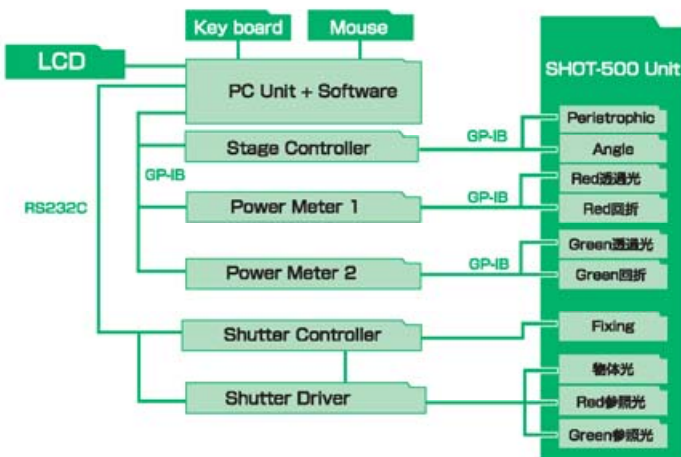 Key board
Mouse
LCD
SHOT-500 Unit
PC Unit + Software
Peristrophic
GP-IB
Stage Controller
Angle
GP-IB
Red透過光
RS232C
Power Meter 1
GP-IB
Red回折
Green透過光
Power Meter 2
GP-IB
Green回折
Shutter Controller
Fixing
物体光
Shutter Driver
Red参照光
Green参照光